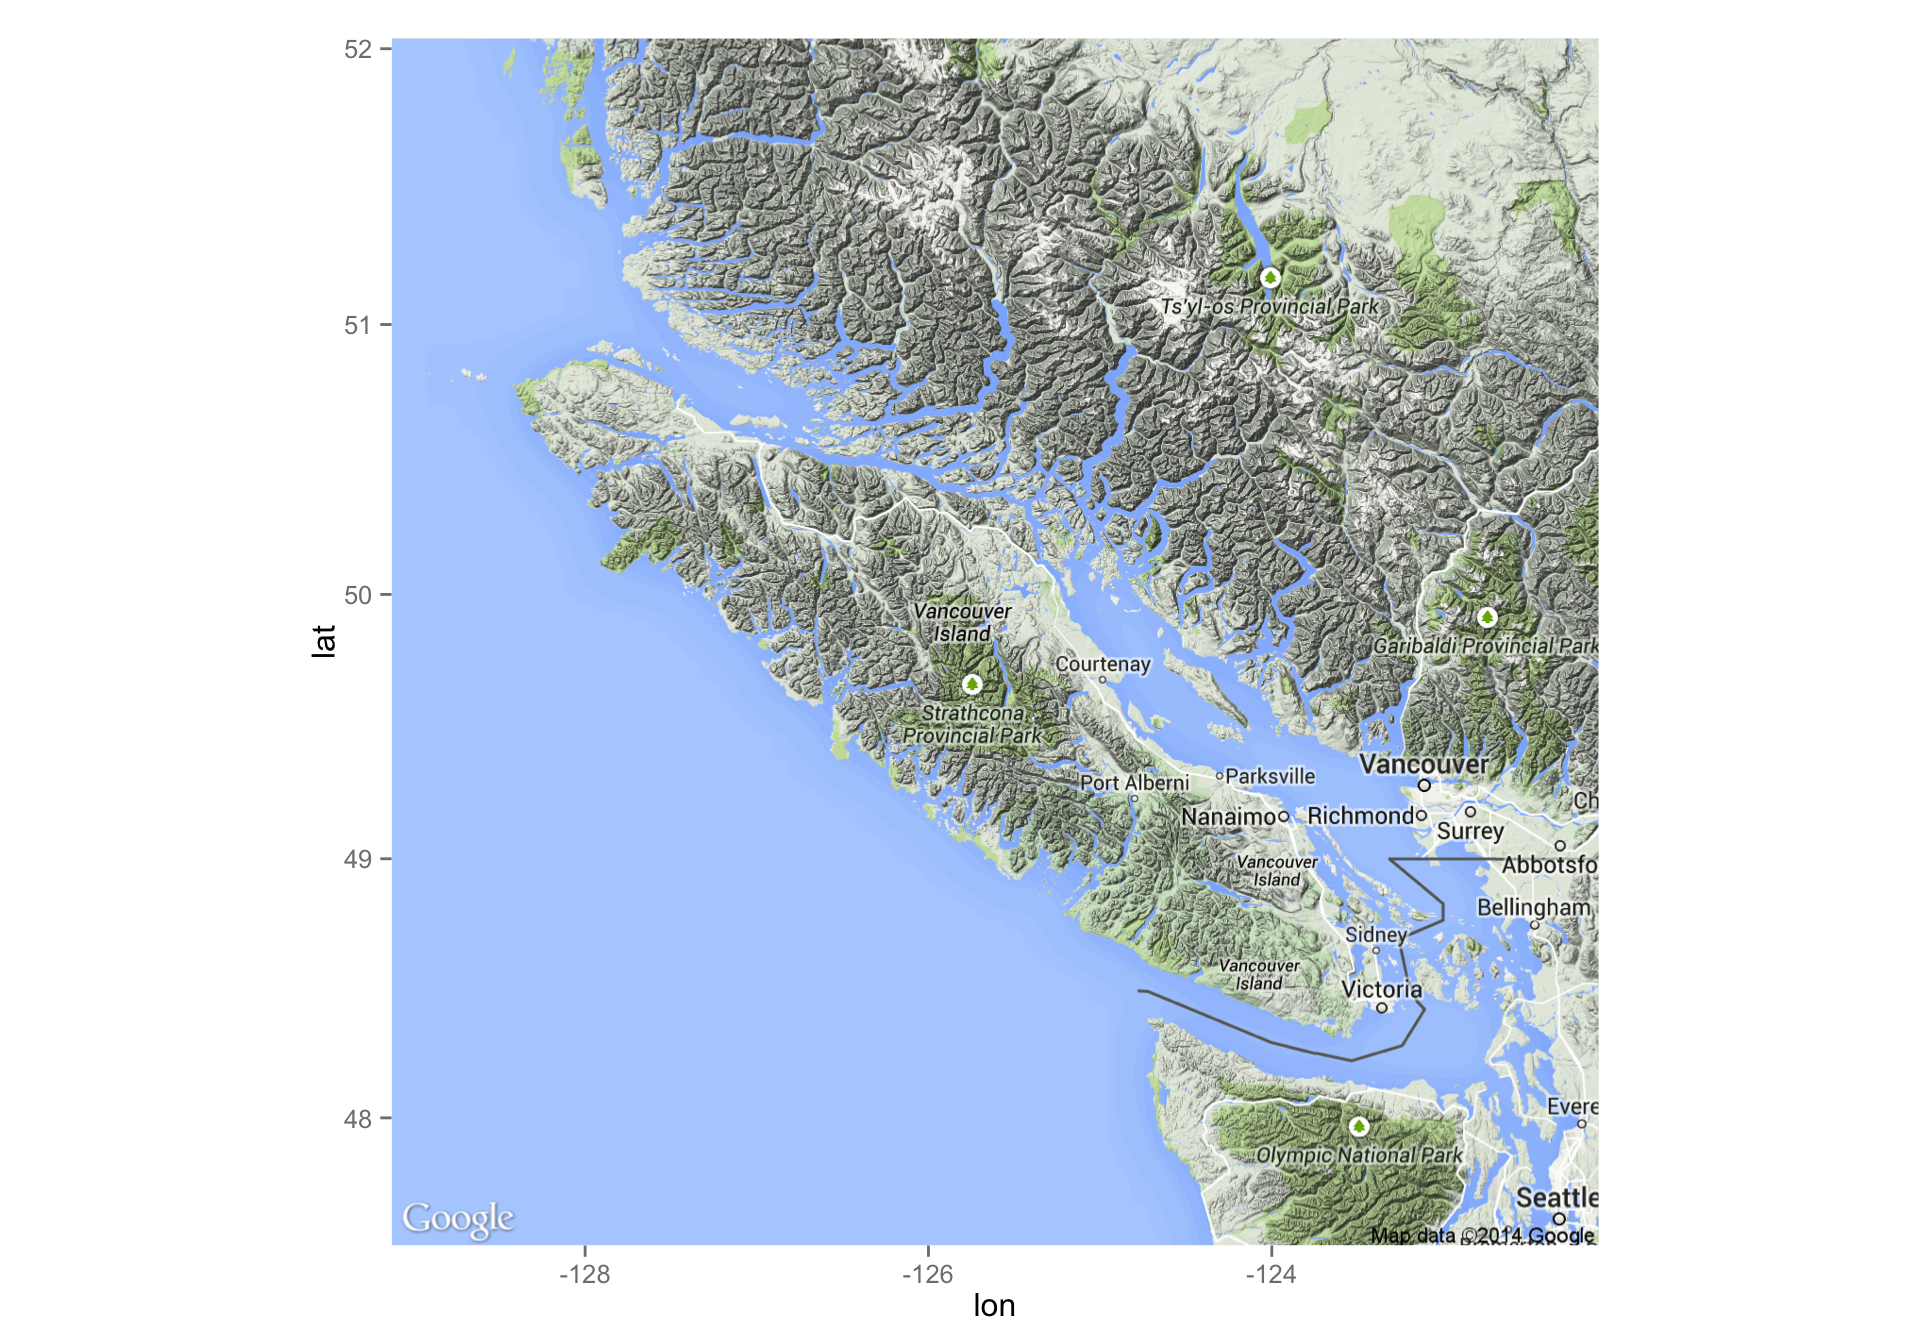 52
Ts'yl-os Provincial Park
51
50
Vancouver
Island
lat
Garibaldi Provincial Park
Courtenay
Strathcona
Provincial Park
Vancouver
Port Alberni
Parksville
Ch
Nanaimo
Richmond
Surrey
49
Vancouver
Island
Abbotsfo
Bellingham
Sidney
Vancouver
Island
Victoria
48
Evere
Olympic National Park
Seattle
Google
Map data ©2014 Google
-128
-126
-124
lon